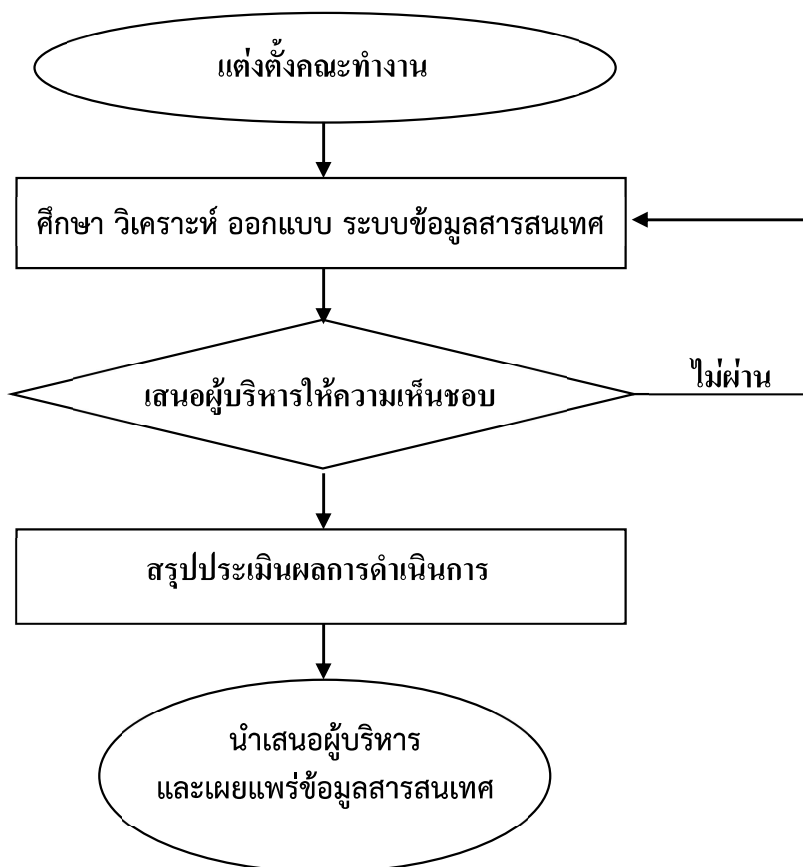 แต่งตั้งคณะทำงาน
ศึกษา วิเคราะห์ ออกแบบ ระบบข้อมูลสารสนเทศ
ไม่ผ่าน
เสนอผู้บริหารให้ความเห็นชอบ
สรุปประเมินผลการดำเนินการ
นำเสนอผู้บริหาร
และเผยแพร่ข้อมูลสารสนเทศ